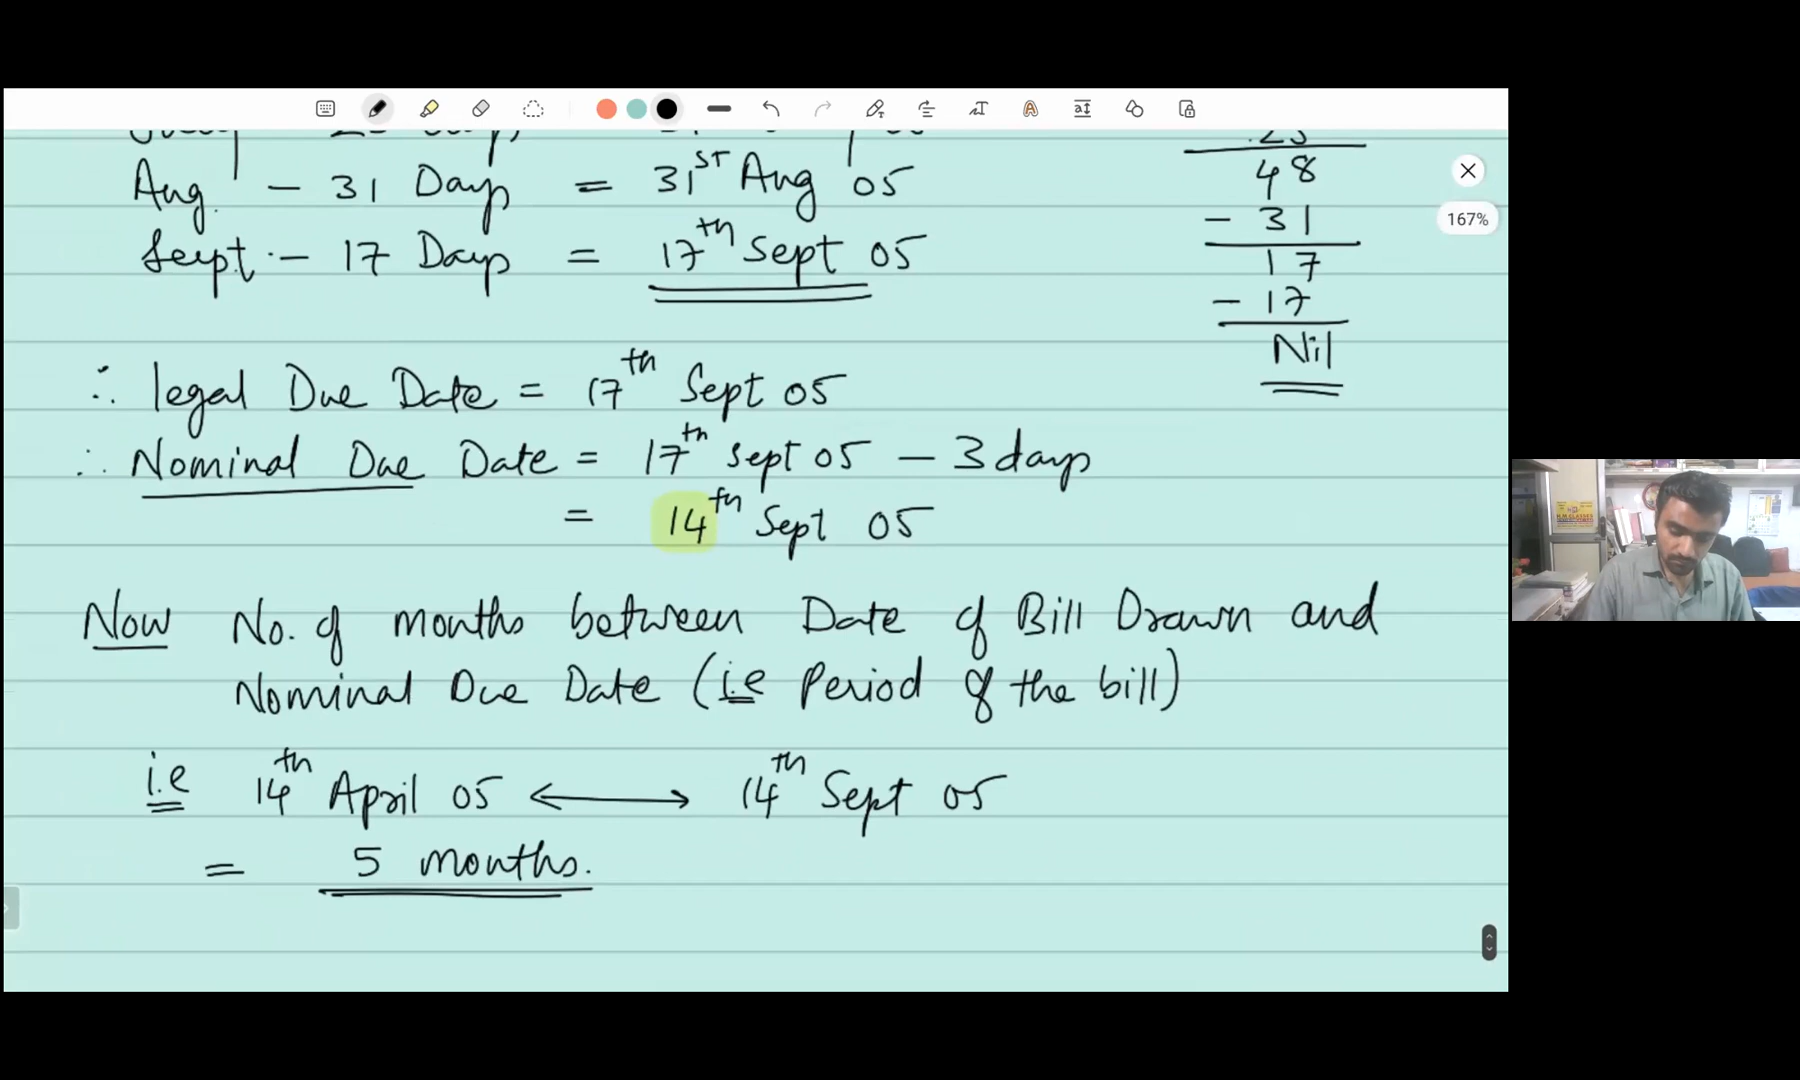 Aug. - 31 Days = 31ST Aug 05
Sept. - 17 Days = 17th Sept 05
48
- 31
17
- 17
Nil
167%
∴ legal Due Date = 17th Sept 05
∴ Nominal Due Date = 17th Sept 05 - 3 days
= 14th Sept 05
Now No. of months between Date of Bill Drawn and
Nominal Due Date (i.e Period of the bill)
i.e 14th April 05 ⟷ 14th Sept 05
= 5 months.